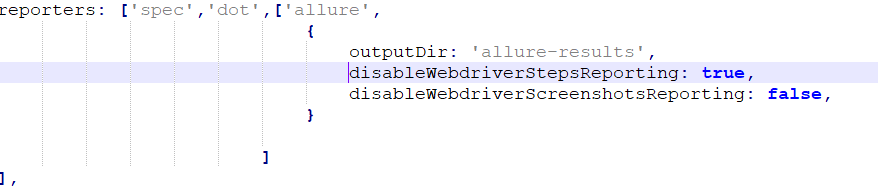 reporters: ['spec','dot',['allure',
{
outputDir: 'allure-results',
disableWebdriverStepsReporting: true,
disableWebdriverScreenshotsReporting: false,
}
]
],